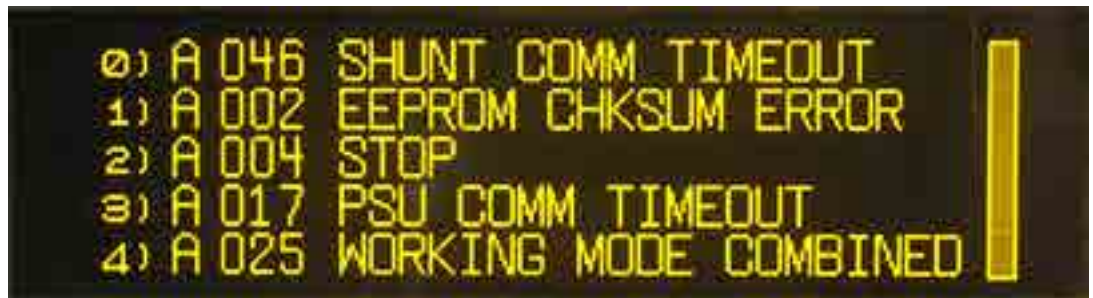 0) A 046 SHUNT COMM TIMEOUT
1) A 002 EEPROM CHKSUM ERROR
2) A 004 STOP
3) A 017 PSU COMM TIMEOUT
4) A 025 WORKING MODE COMBINED